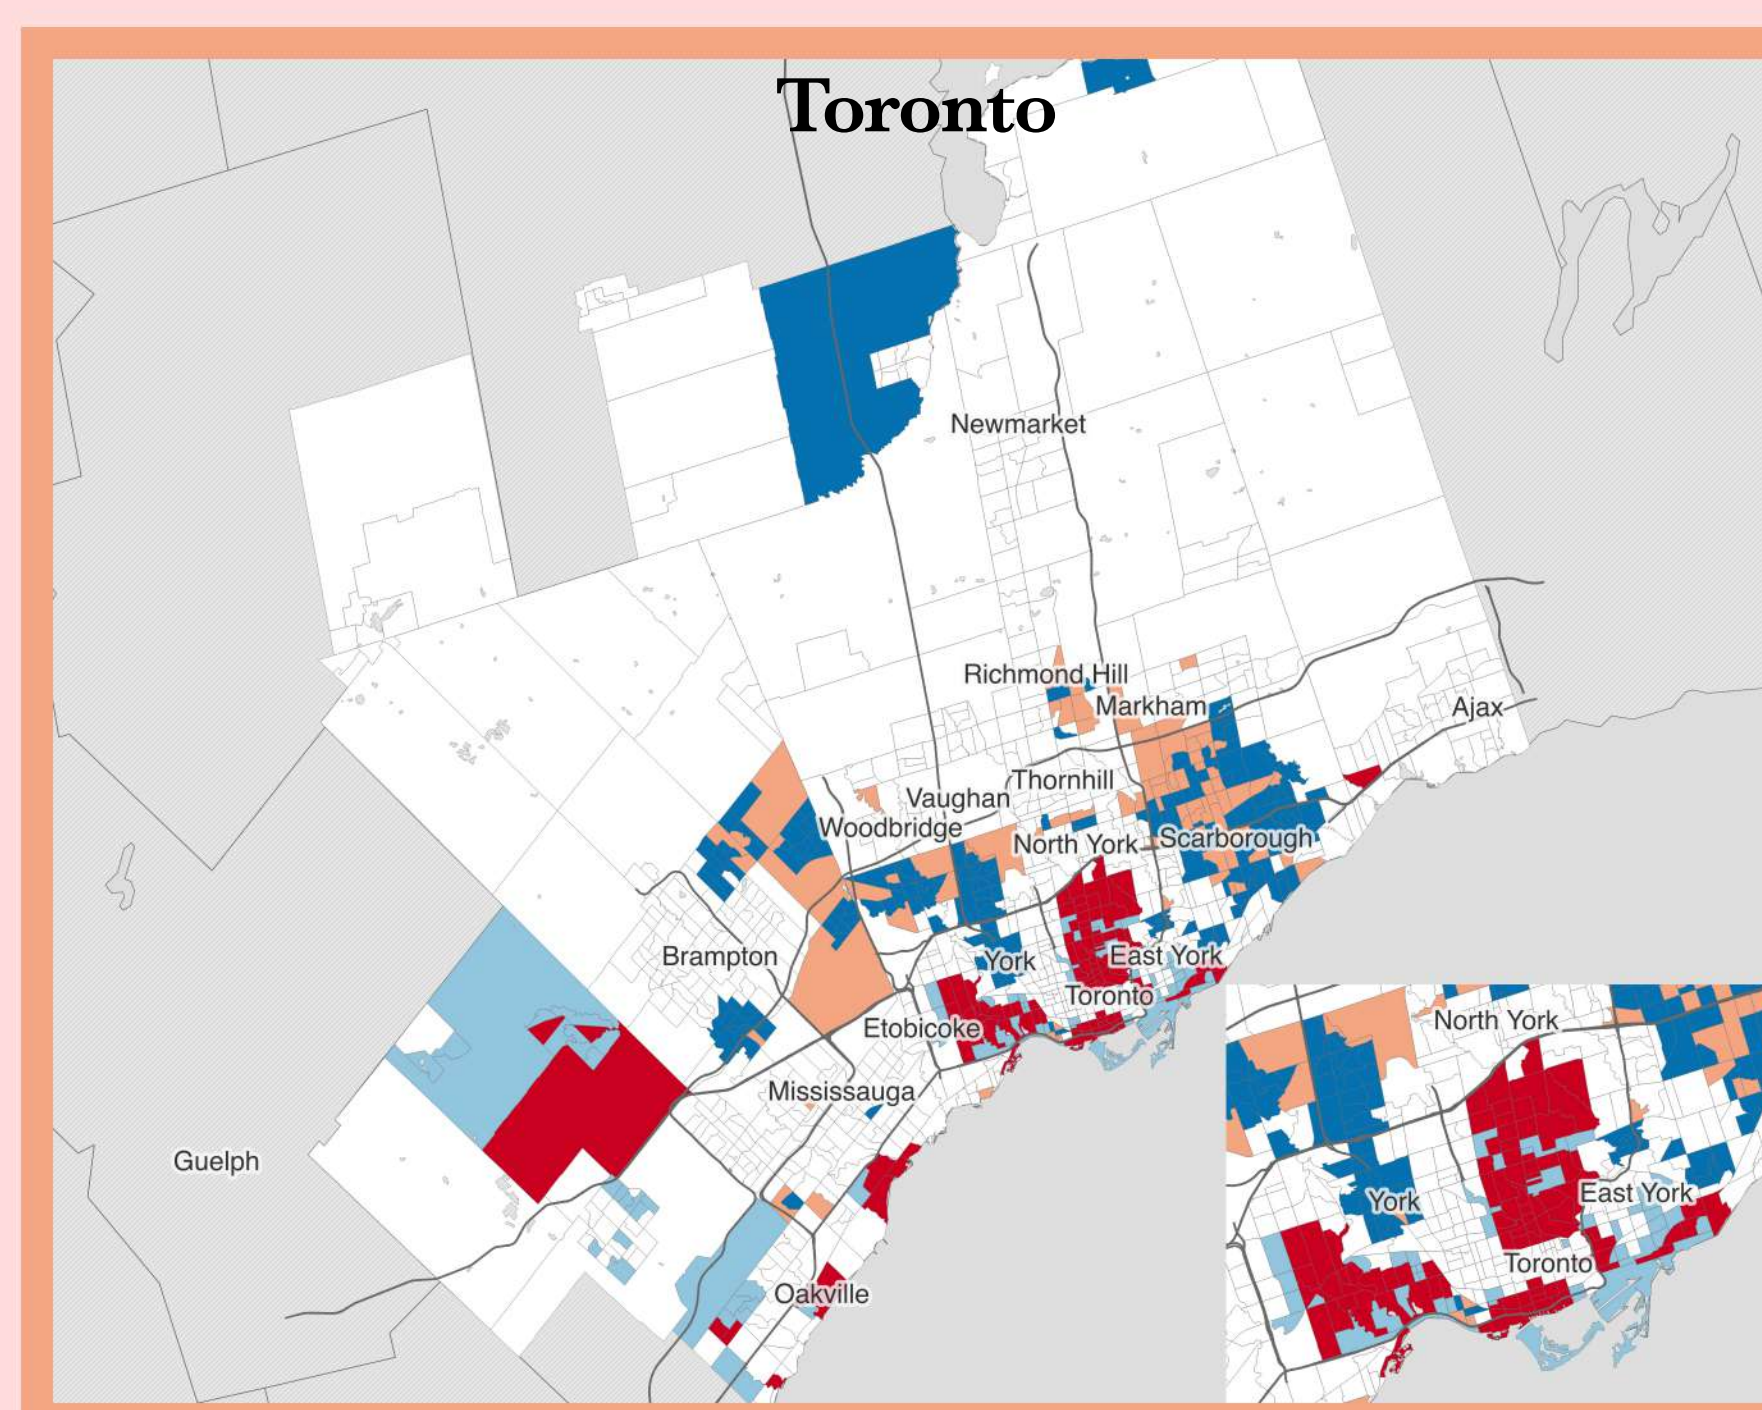 Toronto
Newmarket
Richmond Hill
Markham
Ajax
Thornhill
Vaughan
Woodbridge
North York
Scarborough
Brampton
York
East York
Toronto
Etobicoke
Mississauga
Guelph
Oakville
North York
York
East York
Toronto